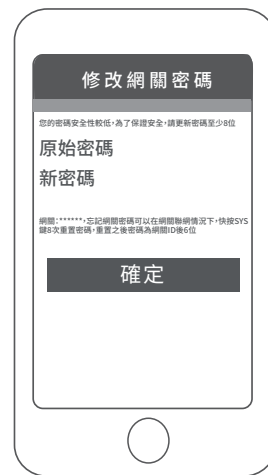 修改網關密碼
您的密碼安全性較低，為了保證安全，請更新密碼至少8位
原始密碼
新密碼
網關：******，忘記網關密碼可以在網關聯網情況下，快按SYS
鍵8次重置密碼，重置之後密碼為網關ID後6位
確定